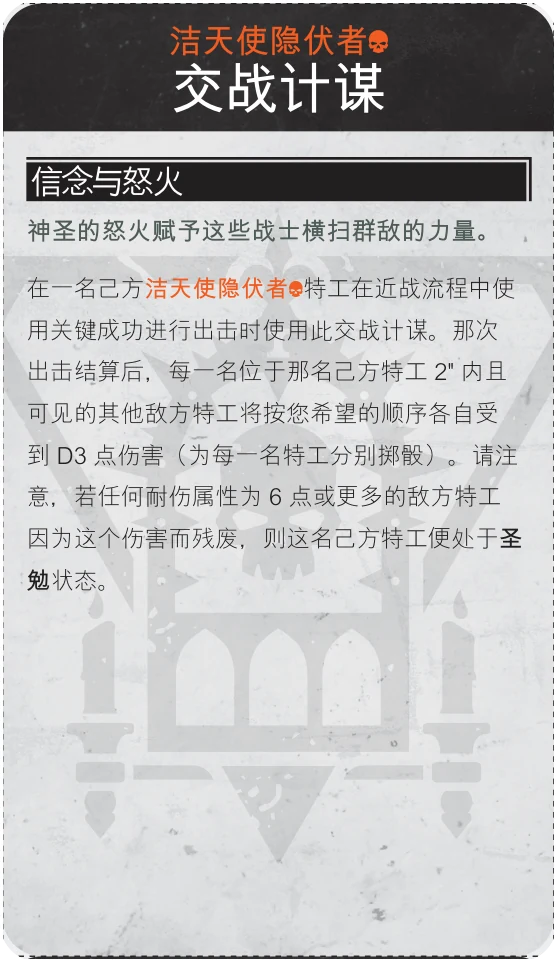 洁天使隐伏者
交战计谋
信念与怒火
神圣的怒火赋予这些战士横扫群敌的力量。
在一名己方洁天使隐伏者特工在近战流程中使
用关键成功进行出击时使用此交战计谋。那次
出击结算后，每一名位于那名己方特工 2" 内且
可见的其他敌方特工将按您希望的顺序各自受
到 D3 点伤害（为每一名特工分别掷骰）。请注
意，若任何耐伤属性为 6 点或更多的敌方特工
因为这个伤害而残废，则这名己方特工便处于圣
勉状态。